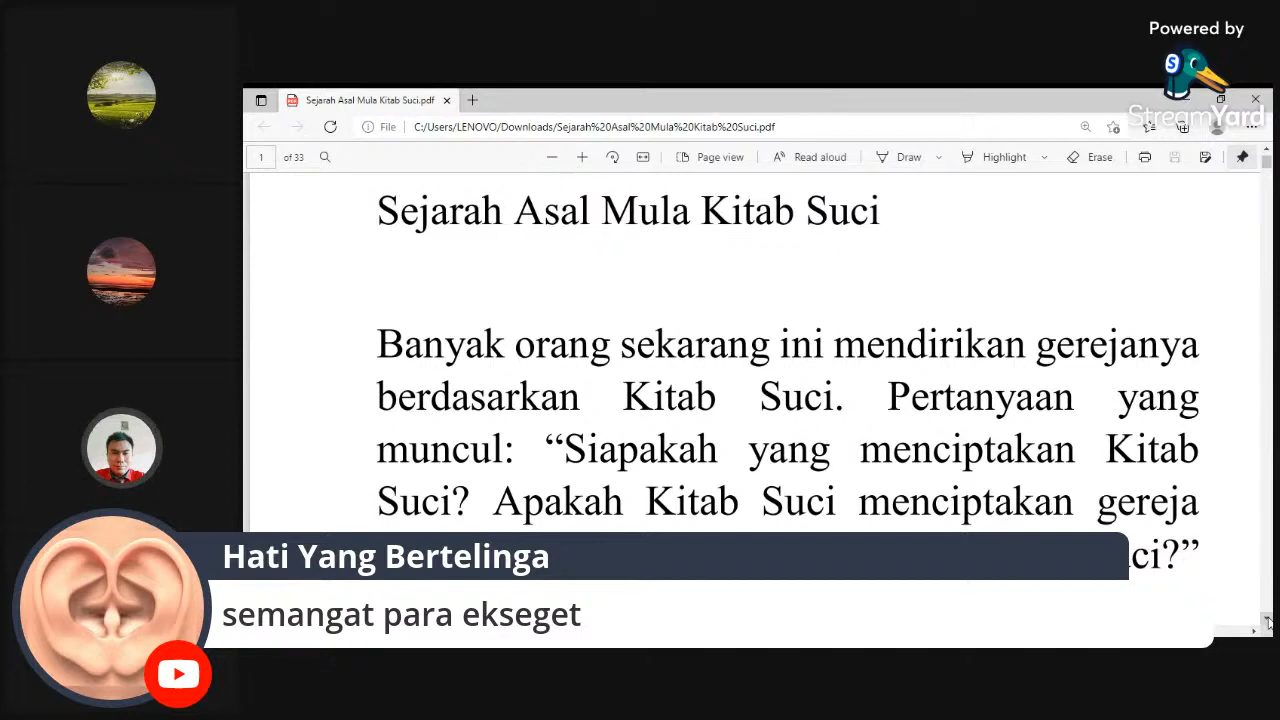 Powered by
StreamYard
Sejarah Asal Mula Kitab Suci.pdf
File C:/Users/LENOVO/Downloads/Sejarah%20Asal%20Mula%20Kitab%20Suci.pdf
1 of 33 Page view Read aloud Draw Highlight Erase
Sejarah Asal Mula Kitab Suci
Banyak orang sekarang ini mendirikan gerejanya
berdasarkan Kitab Suci. Pertanyaan yang
muncul: “Siapakah yang menciptakan Kitab
Suci? Apakah Kitab Suci menciptakan gereja
Hati Yang Bertelinga
semangat para ekseget